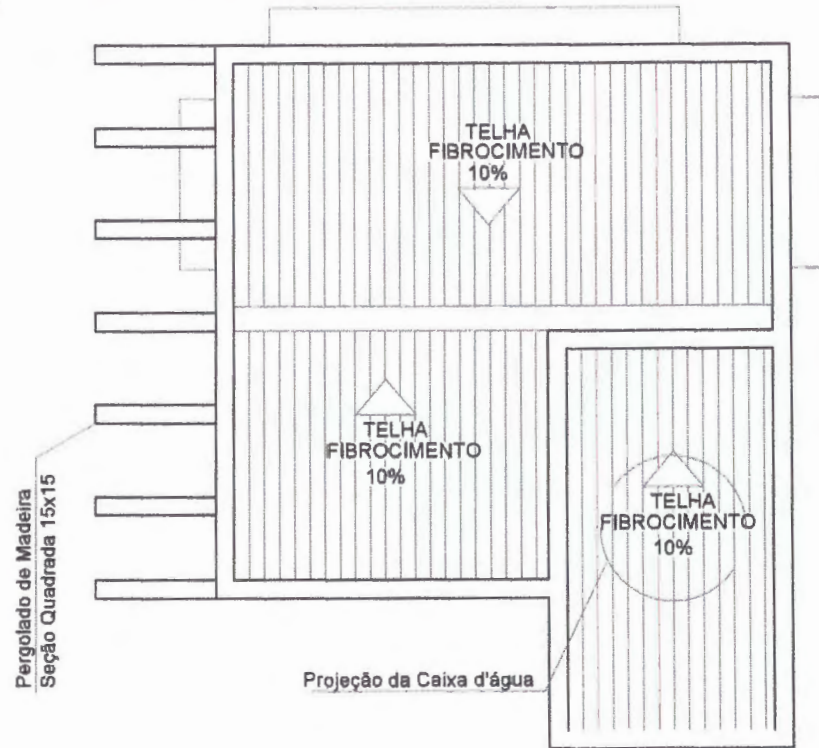 TELHA
FIBROCIMENTO
10%
TELHA
FIBROCIMENTO
10%
TELHA
FIBROCIMENTO
10%
Pergolado de Madeira
Seção Quadrada 15x15
Projeção da Caixa d'água